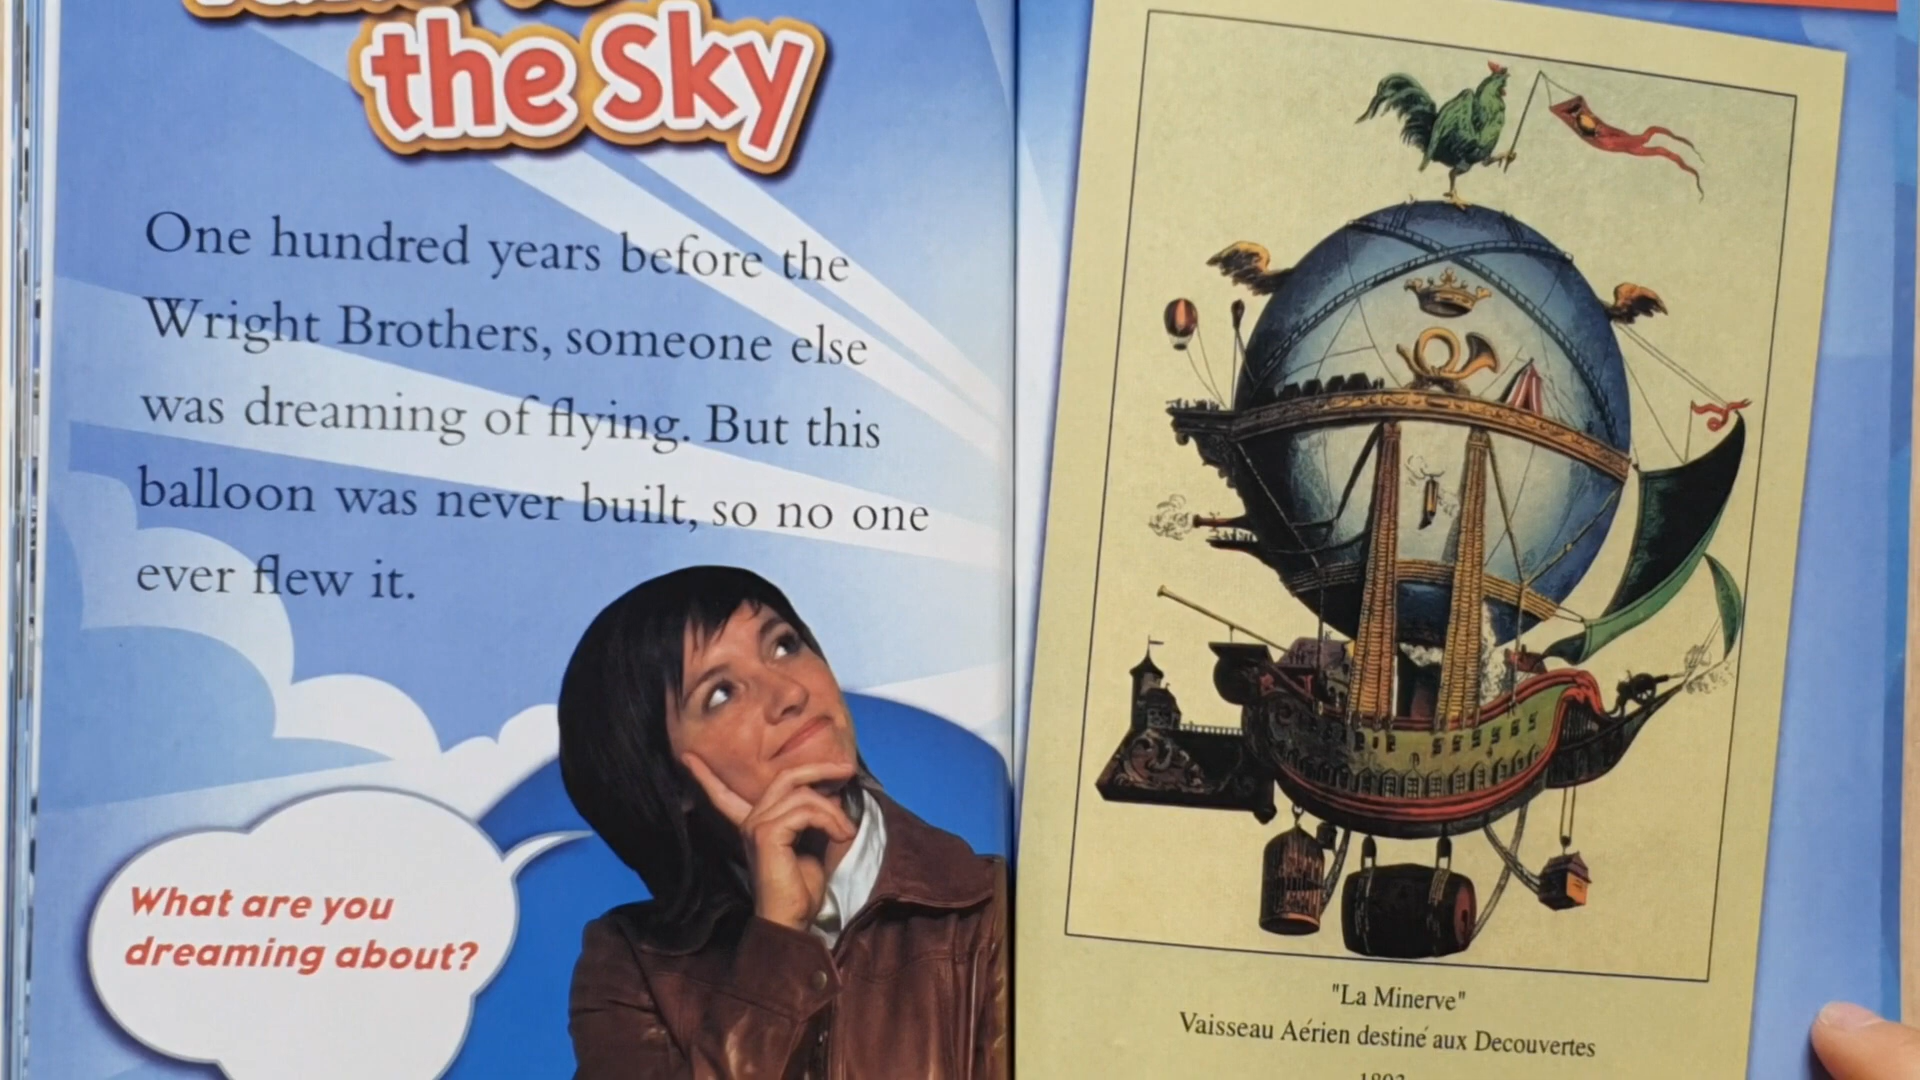 the Sky
One hundred years before the
Wright Brothers, someone else
was dreaming of flying. But this
balloon was never built, so no one
ever flew it.
What are you
dreaming about?
"La Minerve"
Vaisseau Aérien destiné aux Decouvertes